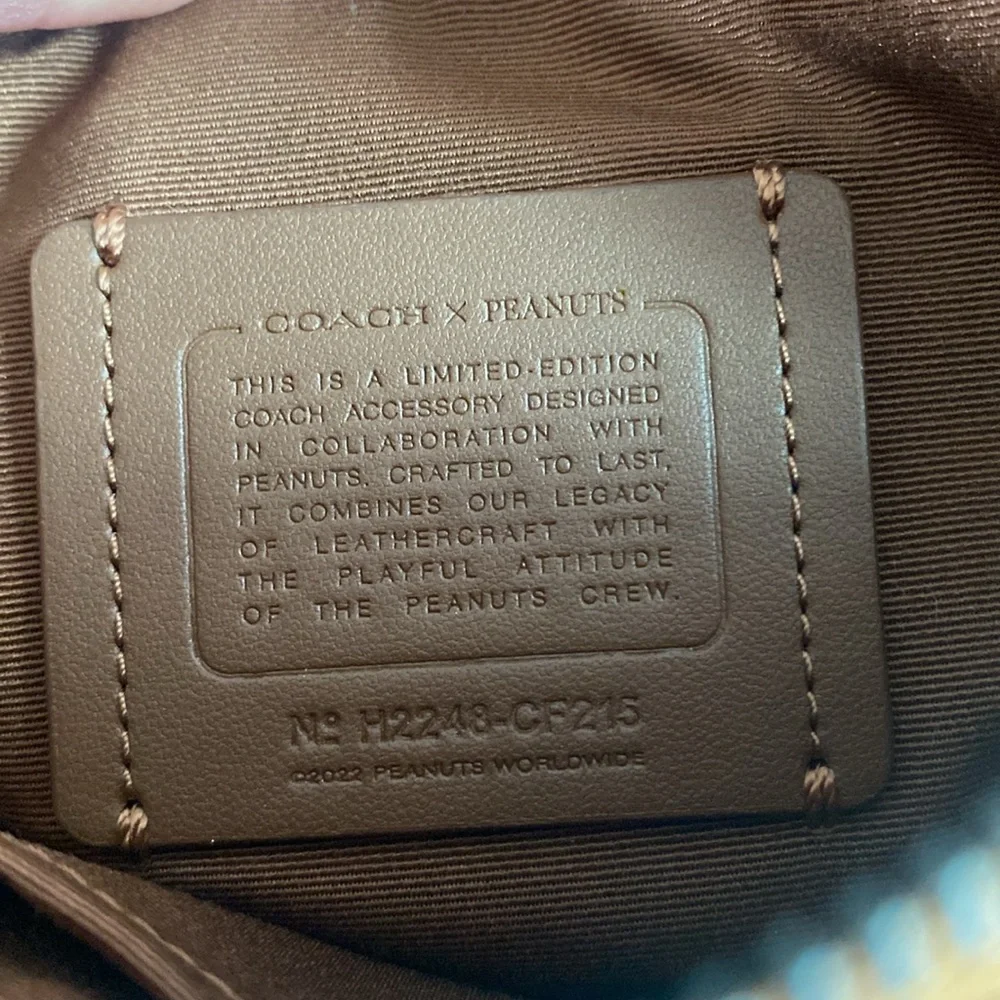 COACH X PEANUTS
THIS IS A LIMITED-EDITION
COACH ACCESSORY DESIGNED
IN COLLABORATION WITH
PEANUTS. CRAFTED TO LAST,
IT COMBINES OUR LEGACY
OF LEATHERCRAFT WITH
THE PLAYFUL ATTITUDE
OF THE PEANUTS CREW.
Nº H2248-CF215
©2022 PEANUTS WORLDWIDE